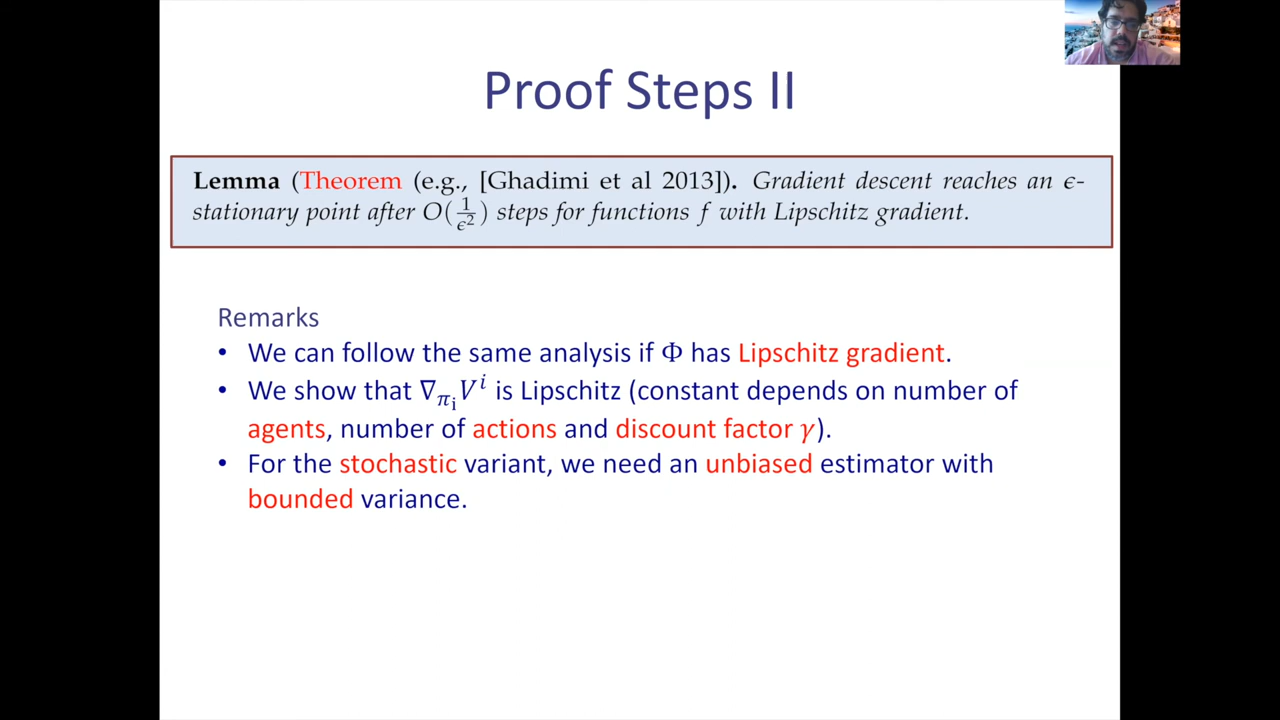 Proof Steps II
Lemma (Theorem (e.g., [Ghadimi et al 2013]). Gradient descent reaches an ϵ-
stationary point after O(1/ϵ²) steps for functions f with Lipschitz gradient.
Remarks
• We can follow the same analysis if Φ has Lipschitz gradient.
• We show that ∇_{π_i} V^i is Lipschitz (constant depends on number of
agents, number of actions and discount factor γ).
• For the stochastic variant, we need an unbiased estimator with
bounded variance.